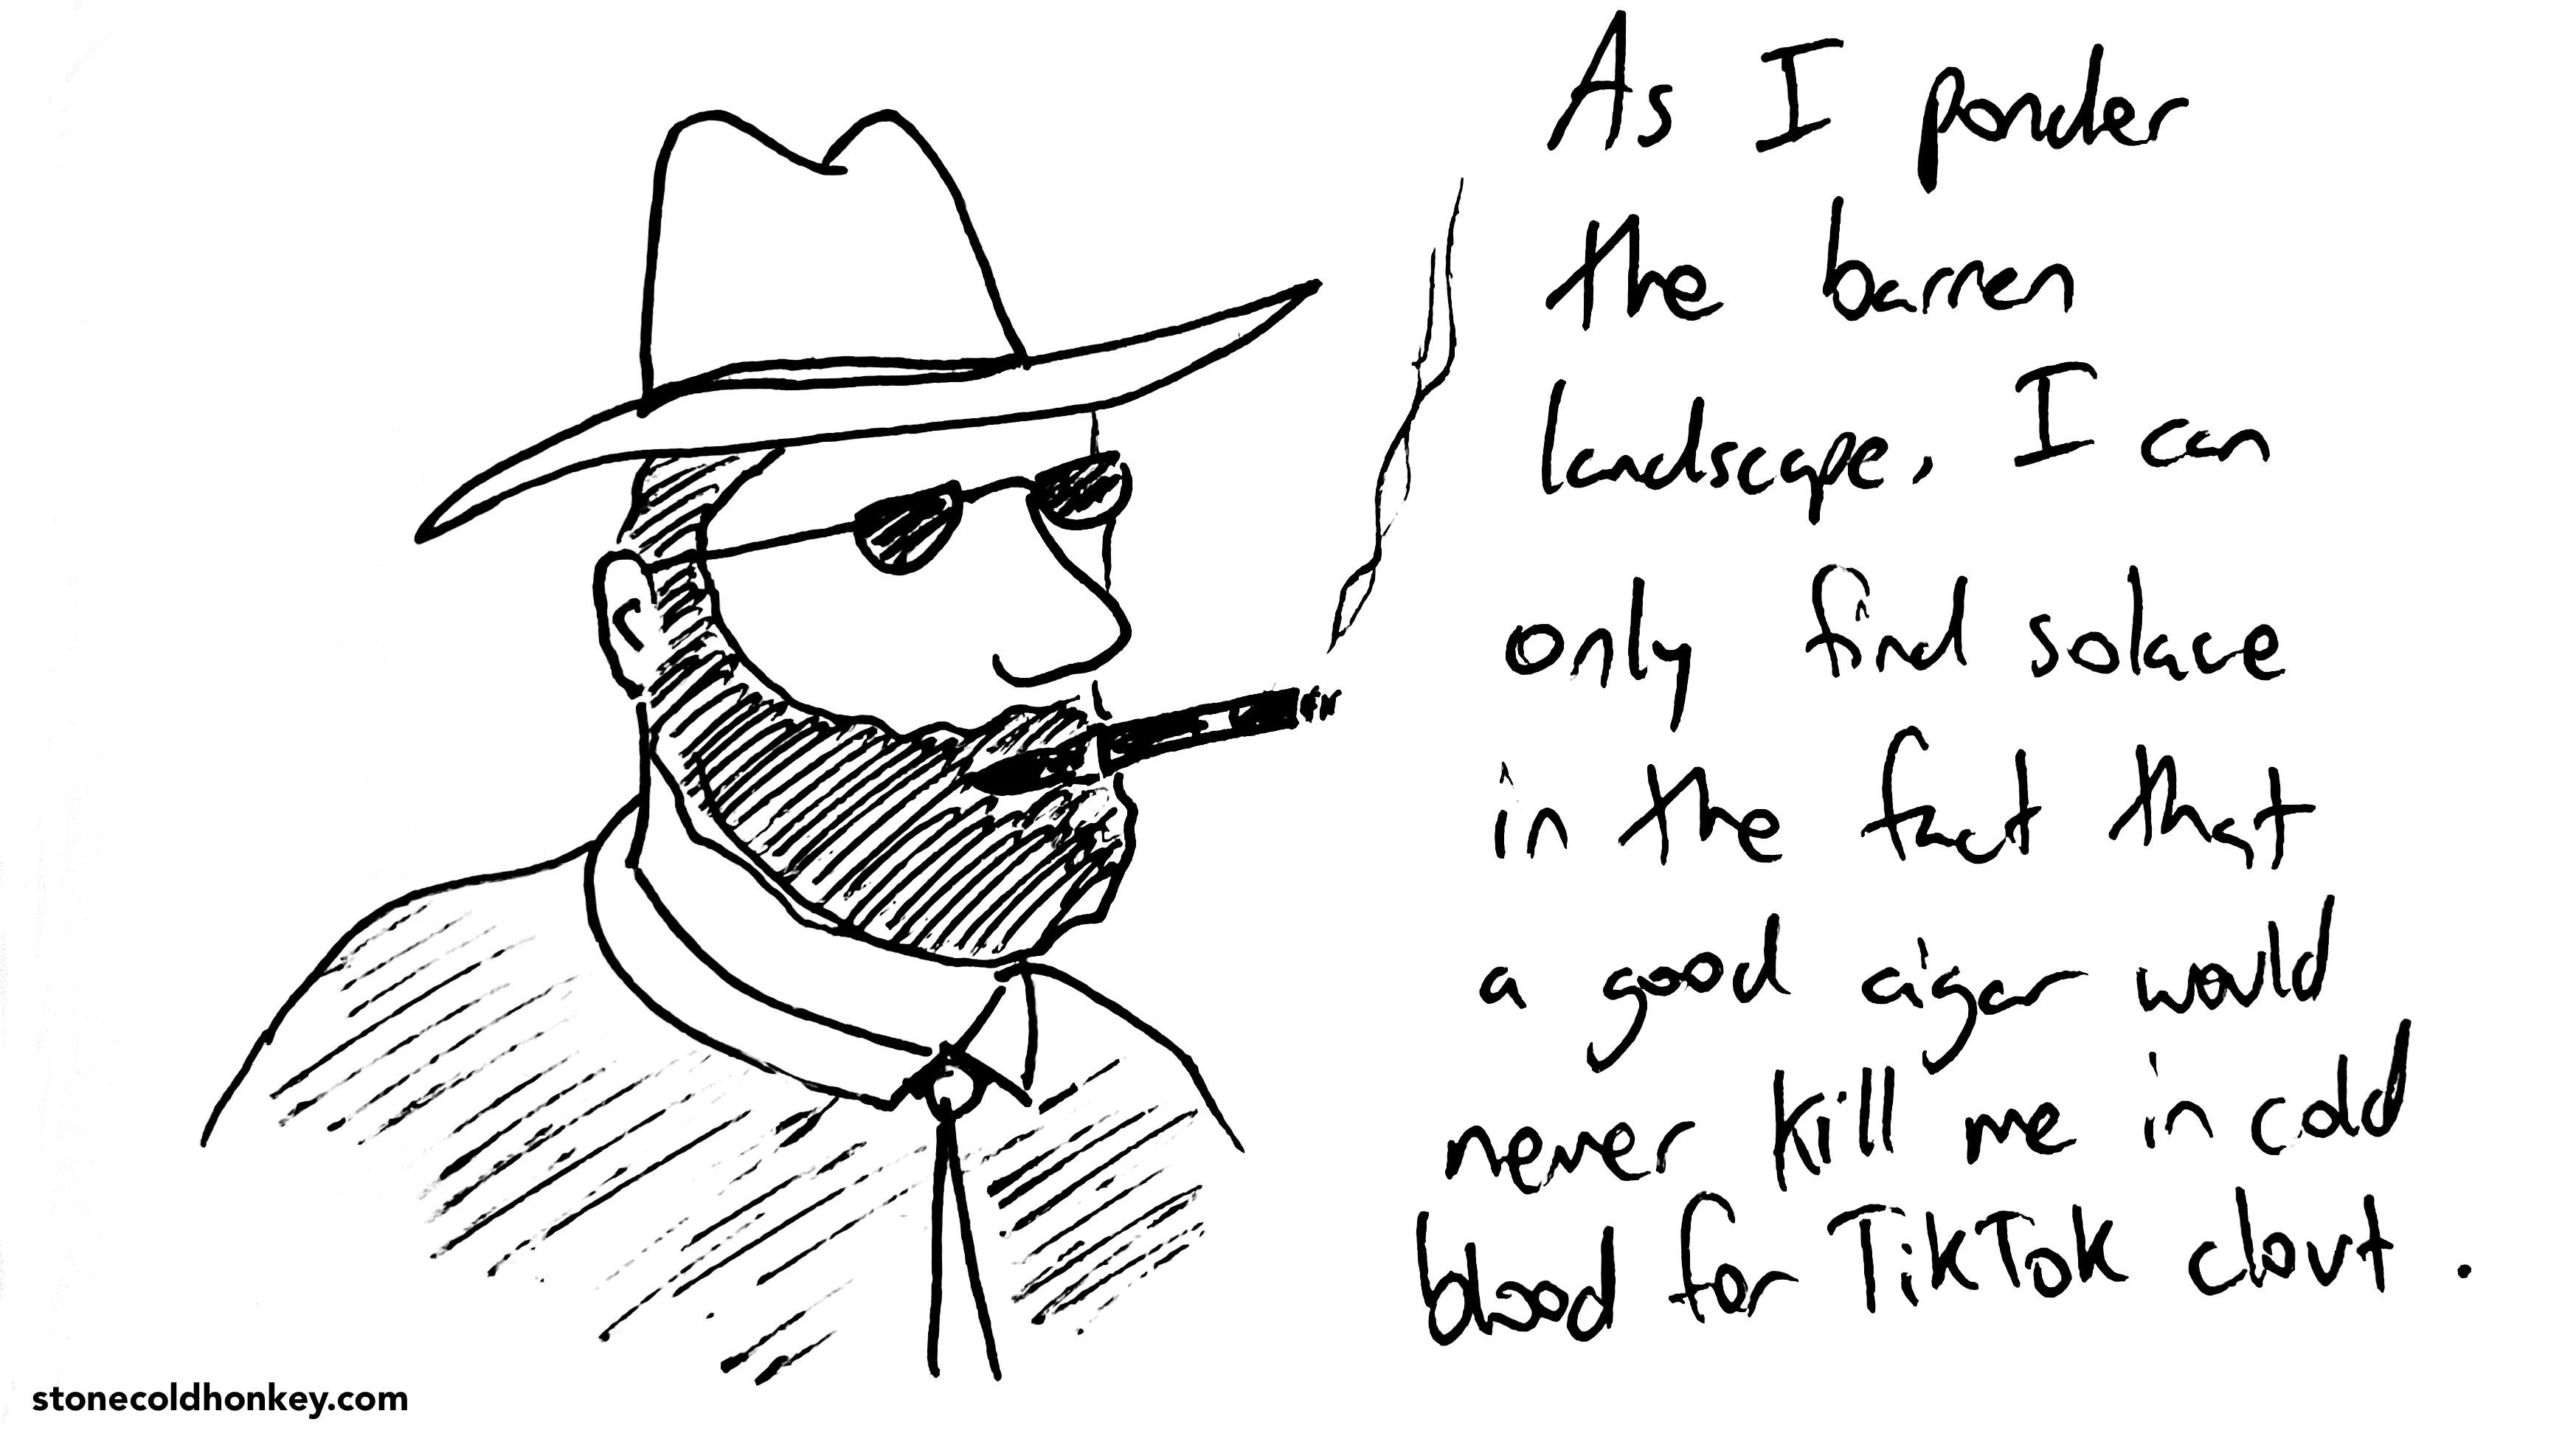 As I ponder
the barren
landscape, I can
only find solace
in the fact that
a good cigar would
never kill me in cold
blood for TikTok clout.
stonecoldhonkey.com